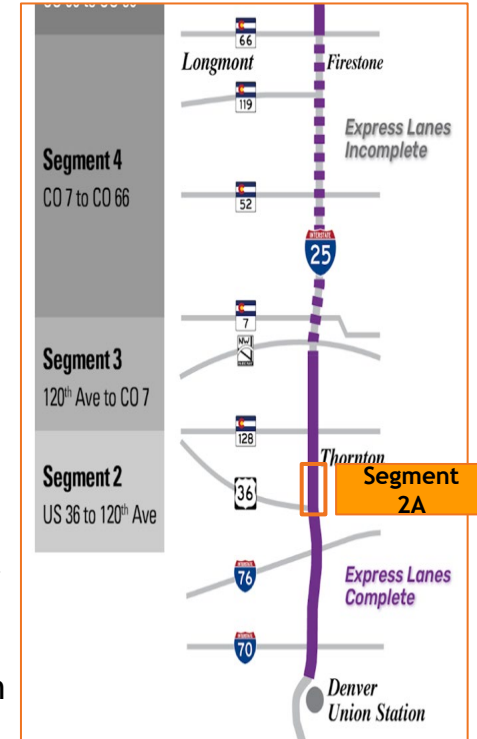 66
Longmont
Firestone
119
Express Lanes
Incomplete
Segment 4
CO 7 to CO 66
52
INTERSTATE
25
7
NW
Segment 3
120th Ave to CO 7
128
Thornton
Segment 2
US 36 to 120th Ave
36
Segment
2A
76
Express Lanes
Complete
70
Denver
Union Station